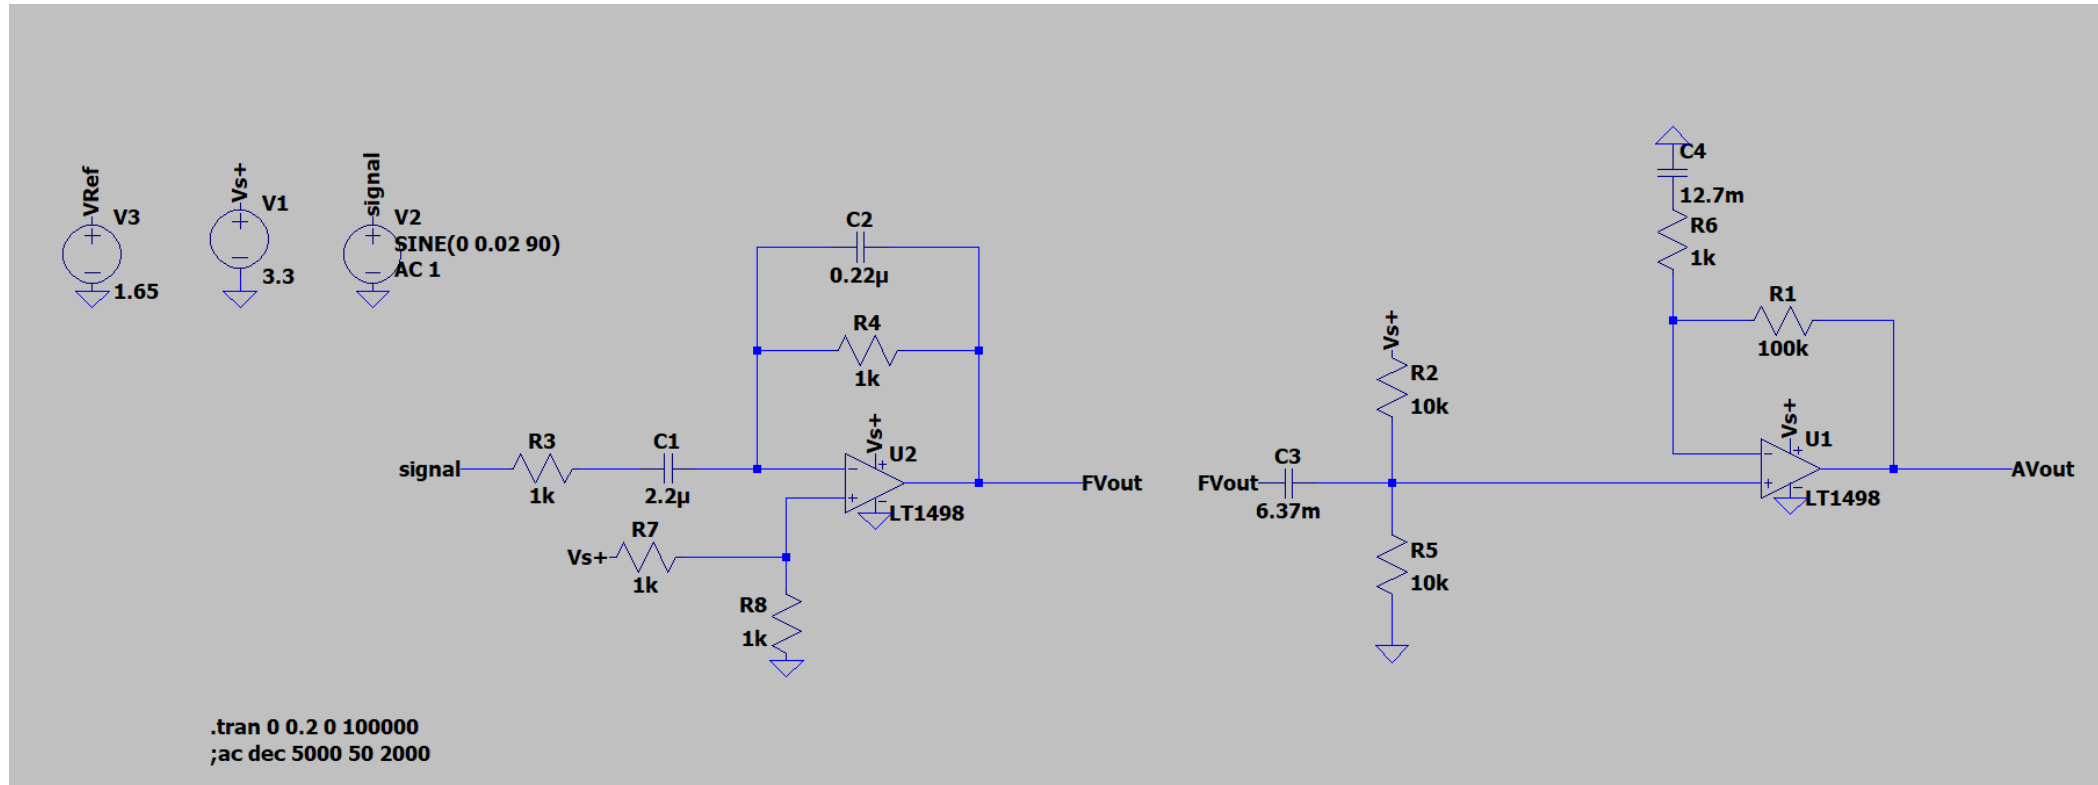 VRef
V3
1.65
Vs+
V1
3.3
signal
V2
SINE(0 0.02 90)
AC 1
C2
0.22µ
R4
1k
signal
R3
1k
C1
2.2µ
Vs+
U2
LT1498
FVout
Vs+
R7
1k
R8
1k
FVout
C3
6.37m
Vs+
R2
10k
R5
10k
C4
12.7m
R6
1k
R1
100k
Vs+
U1
LT1498
AVout
.tran 0 0.2 0 100000
;ac dec 5000 50 2000